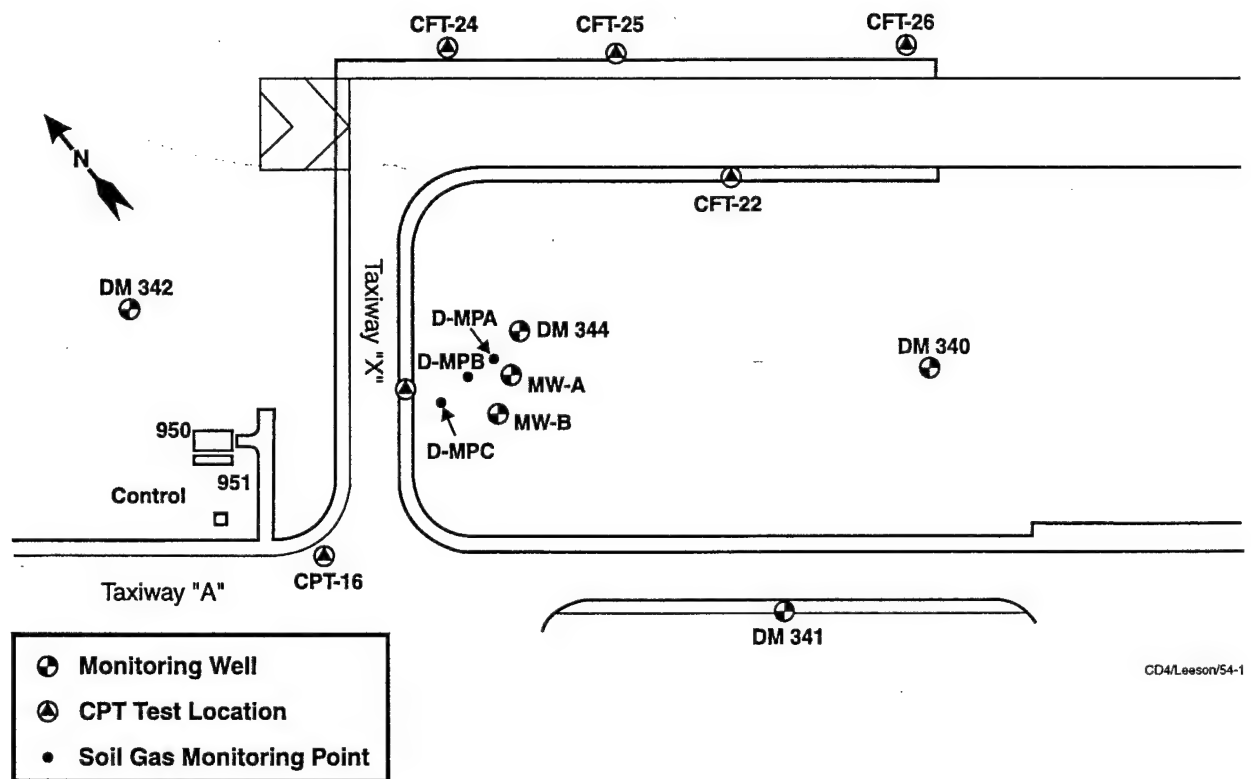 CFT-24
CFT-25
CFT-26
N
CFT-22
DM 342
Taxiway "X"
D-MPA
DM 344
D-MPB
MW-A
DM 340
MW-B
D-MPC
950
951
Control
CPT-16
Taxiway "A"
DM 341
CD4/Leeson/54-1
Monitoring Well
CPT Test Location
Soil Gas Monitoring Point